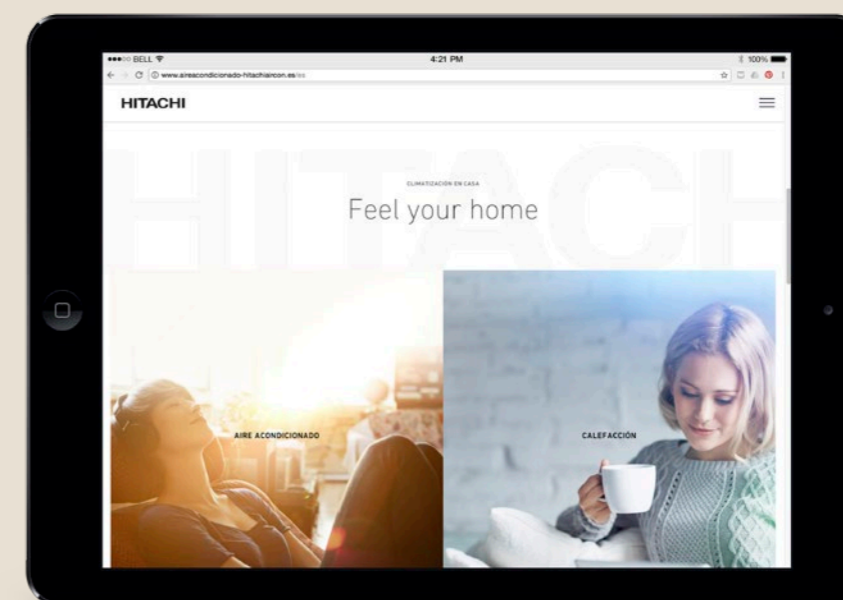 BELL
4:21 PM
100%
www.aireacondicionado-hitachiaircon.es/es
HITACHI
HITACH
CLIMATIZACIÓN EN CASA
Feel your home
AIRE ACONDICIONADO
CALEFACCIÓN